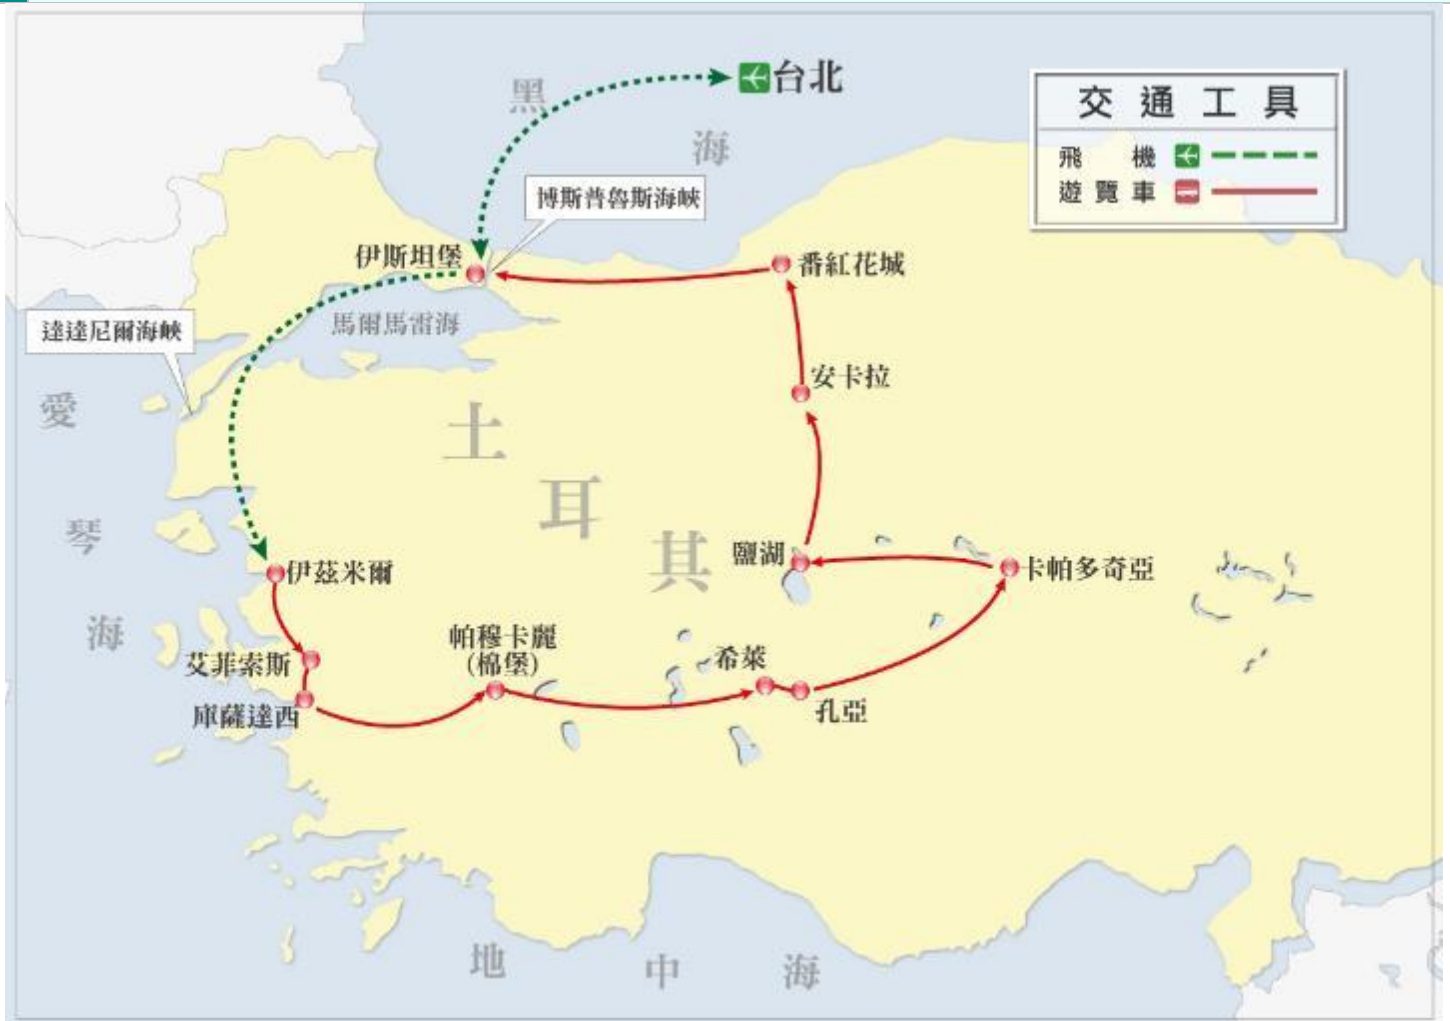 台北
交通工具
飛機
遊覽車
黑海
博斯普魯斯海峽
伊斯坦堡
番紅花城
馬爾馬雷海
達達尼爾海峽
安卡拉
愛琴海
土耳其
鹽湖
卡帕多奇亞
伊茲米爾
艾菲索斯
帕穆卡麗
(棉堡)
希萊
庫薩達西
孔亞
地中海